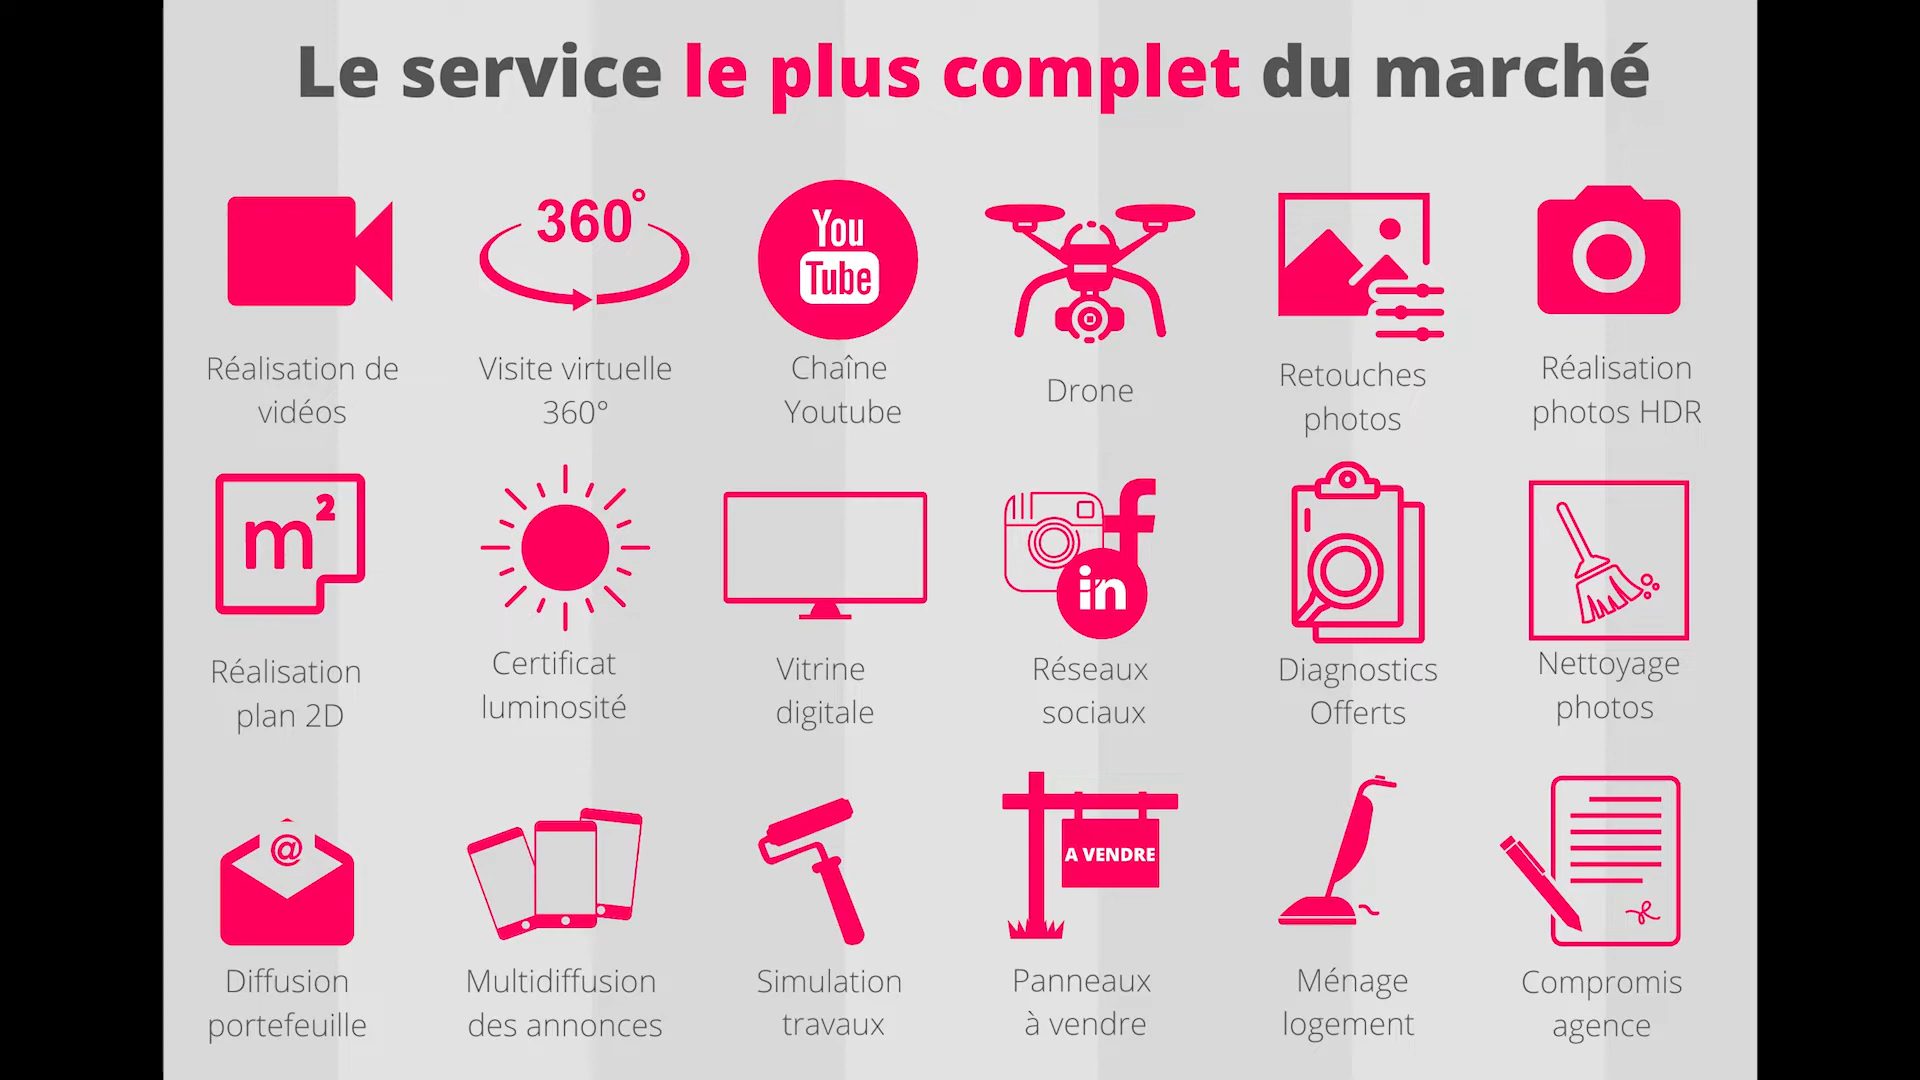 Le service le plus complet du marché
360°
You
Tube
Réalisation de
vidéos
Visite virtuelle
360°
Chaîne
Youtube
Drone
Retouches
photos
Réalisation
photos HDR
m²
f
in
Réalisation
plan 2D
Certificat
luminosité
Vitrine
digitale
Réseaux
sociaux
Diagnostics
Offerts
Nettoyage
photos
@
A VENDRE
Diffusion
portefeuille
Multidiffusion
des annonces
Simulation
travaux
Panneaux
à vendre
Ménage
logement
Compromis
agence